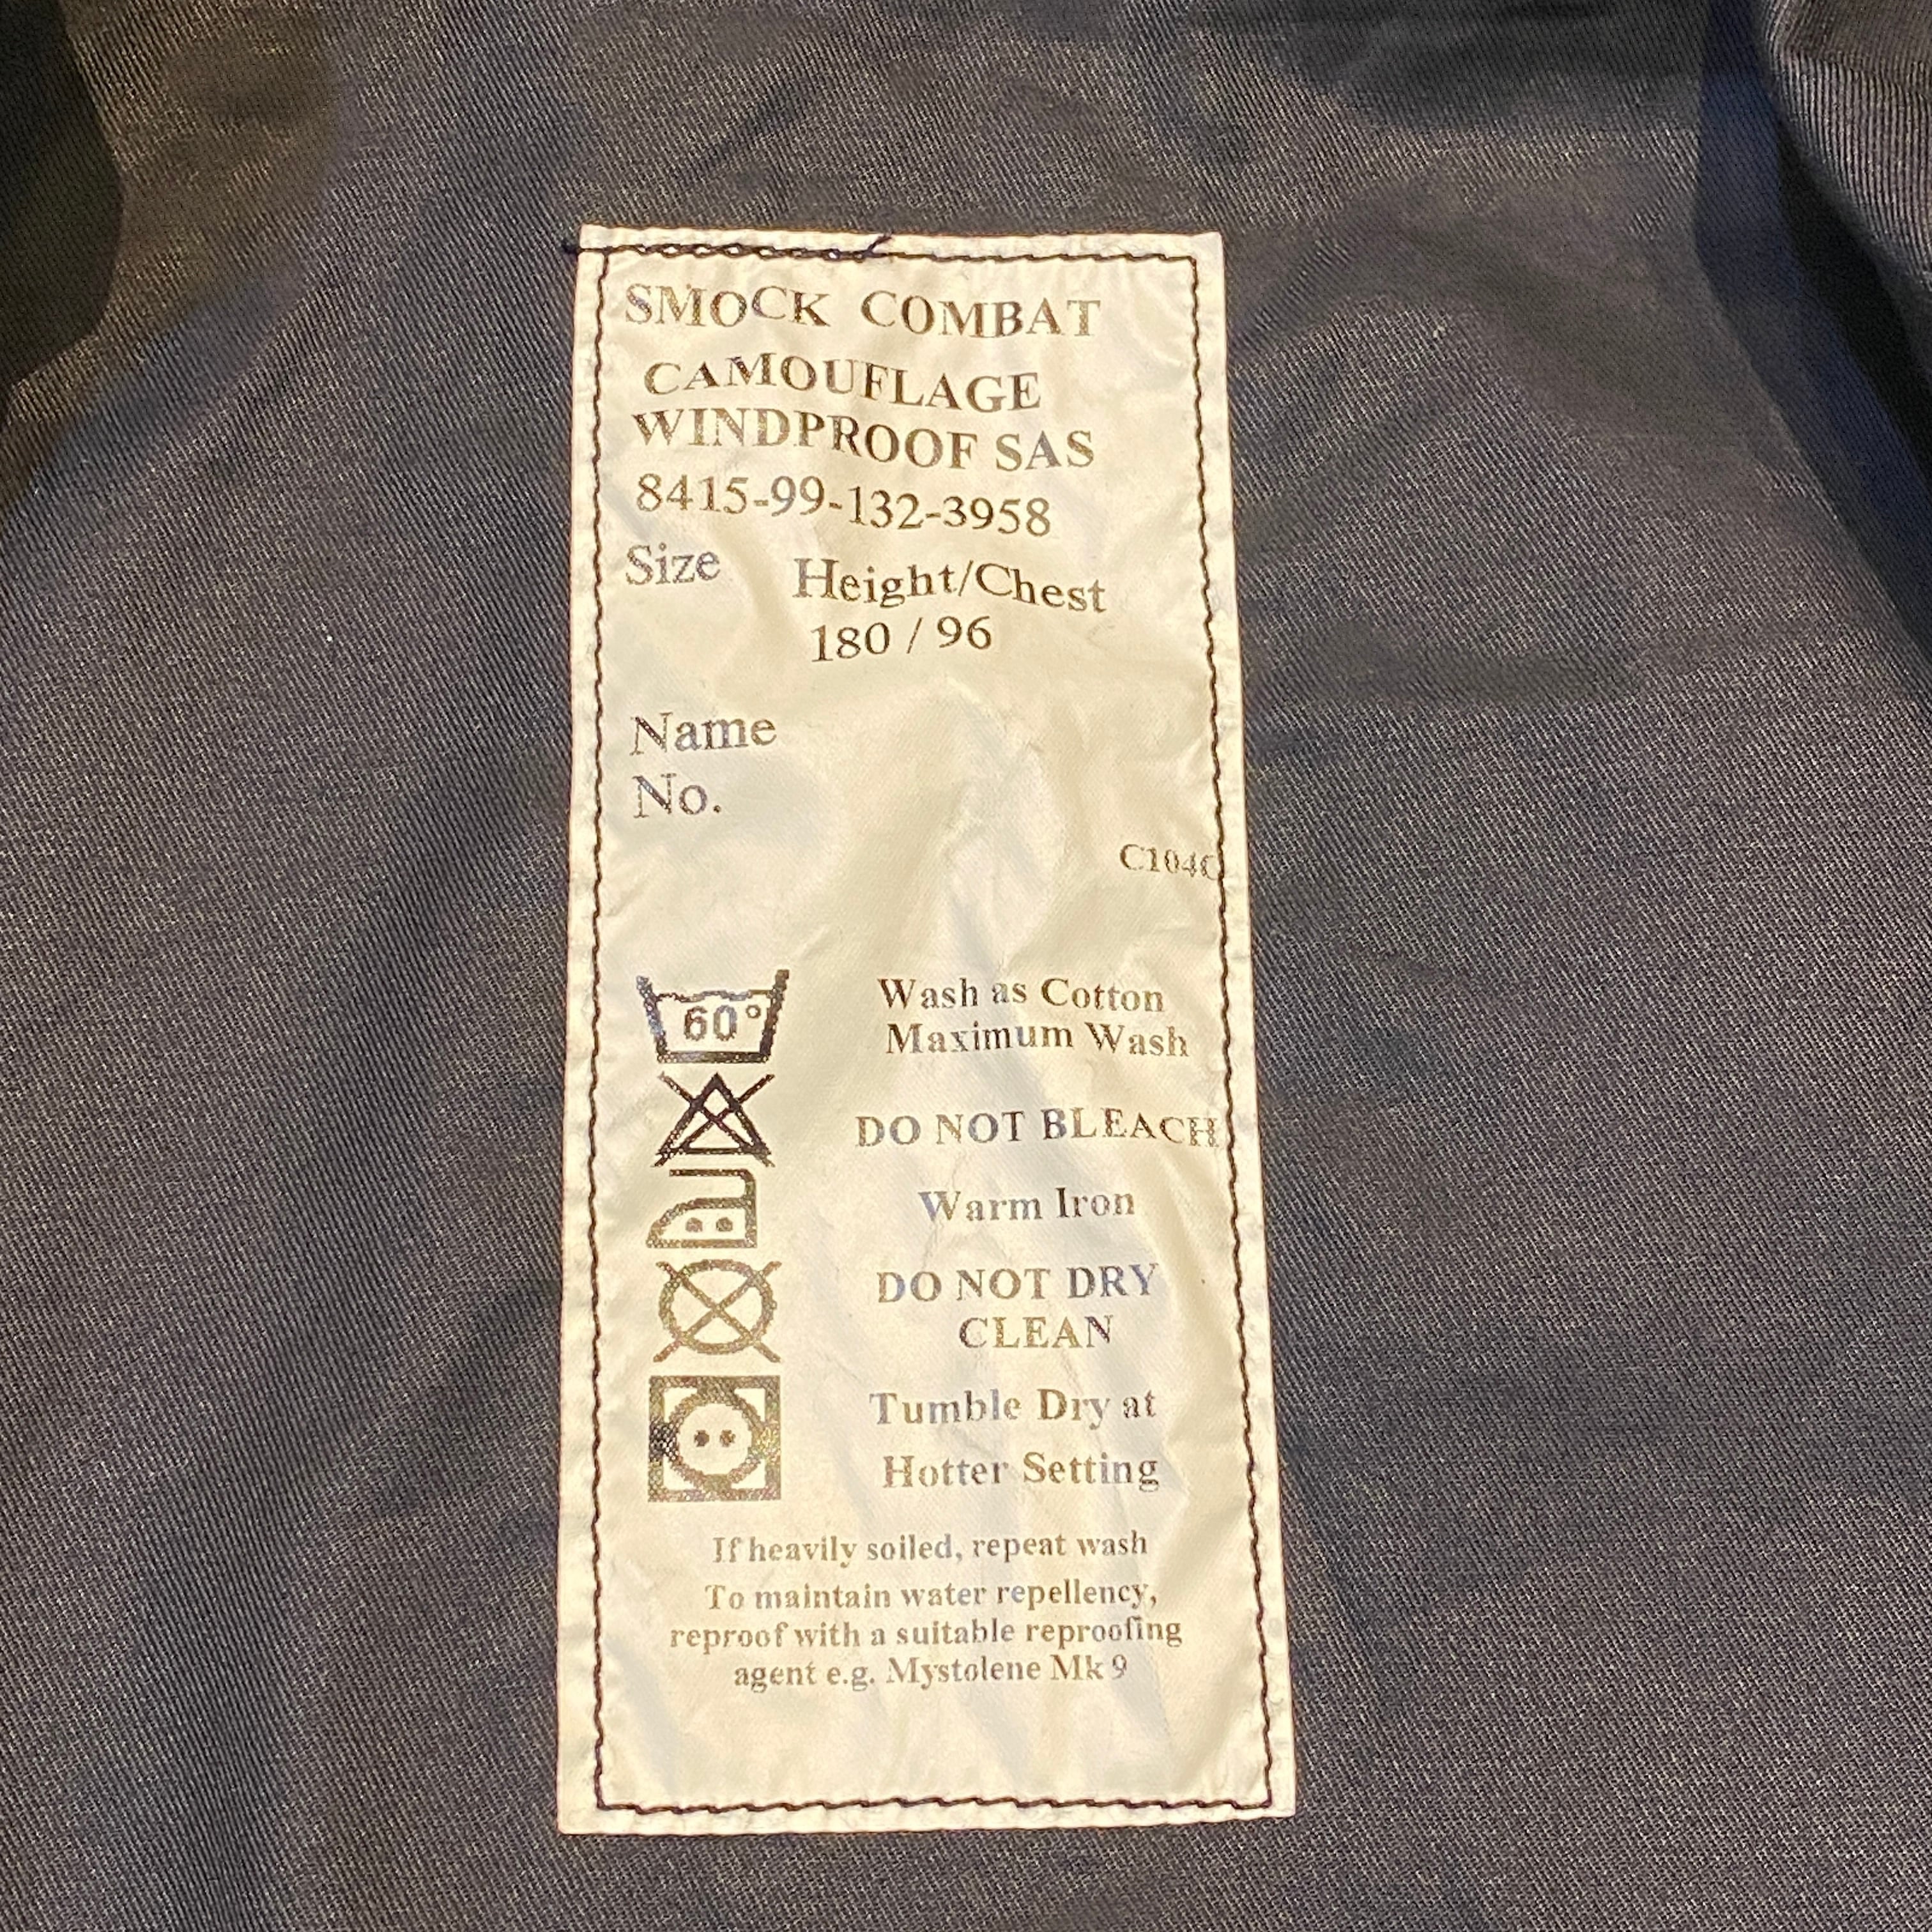 SMOCK COMBAT
CAMOUFLAGE
WINDPROOF SAS
8415-99-132-3958
Size Height/Chest
180 / 96
Name
No.
60°
Wash as Cotton
Maximum Wash
DO NOT BLEACH
Warm Iron
DO NOT DRY
CLEAN
Tumble Dry at
Hotter Setting
If heavily soiled, repeat wash
To maintain water repellency,
reproof with a suitable reproofing
agent e.g. Mystolene Mk 9